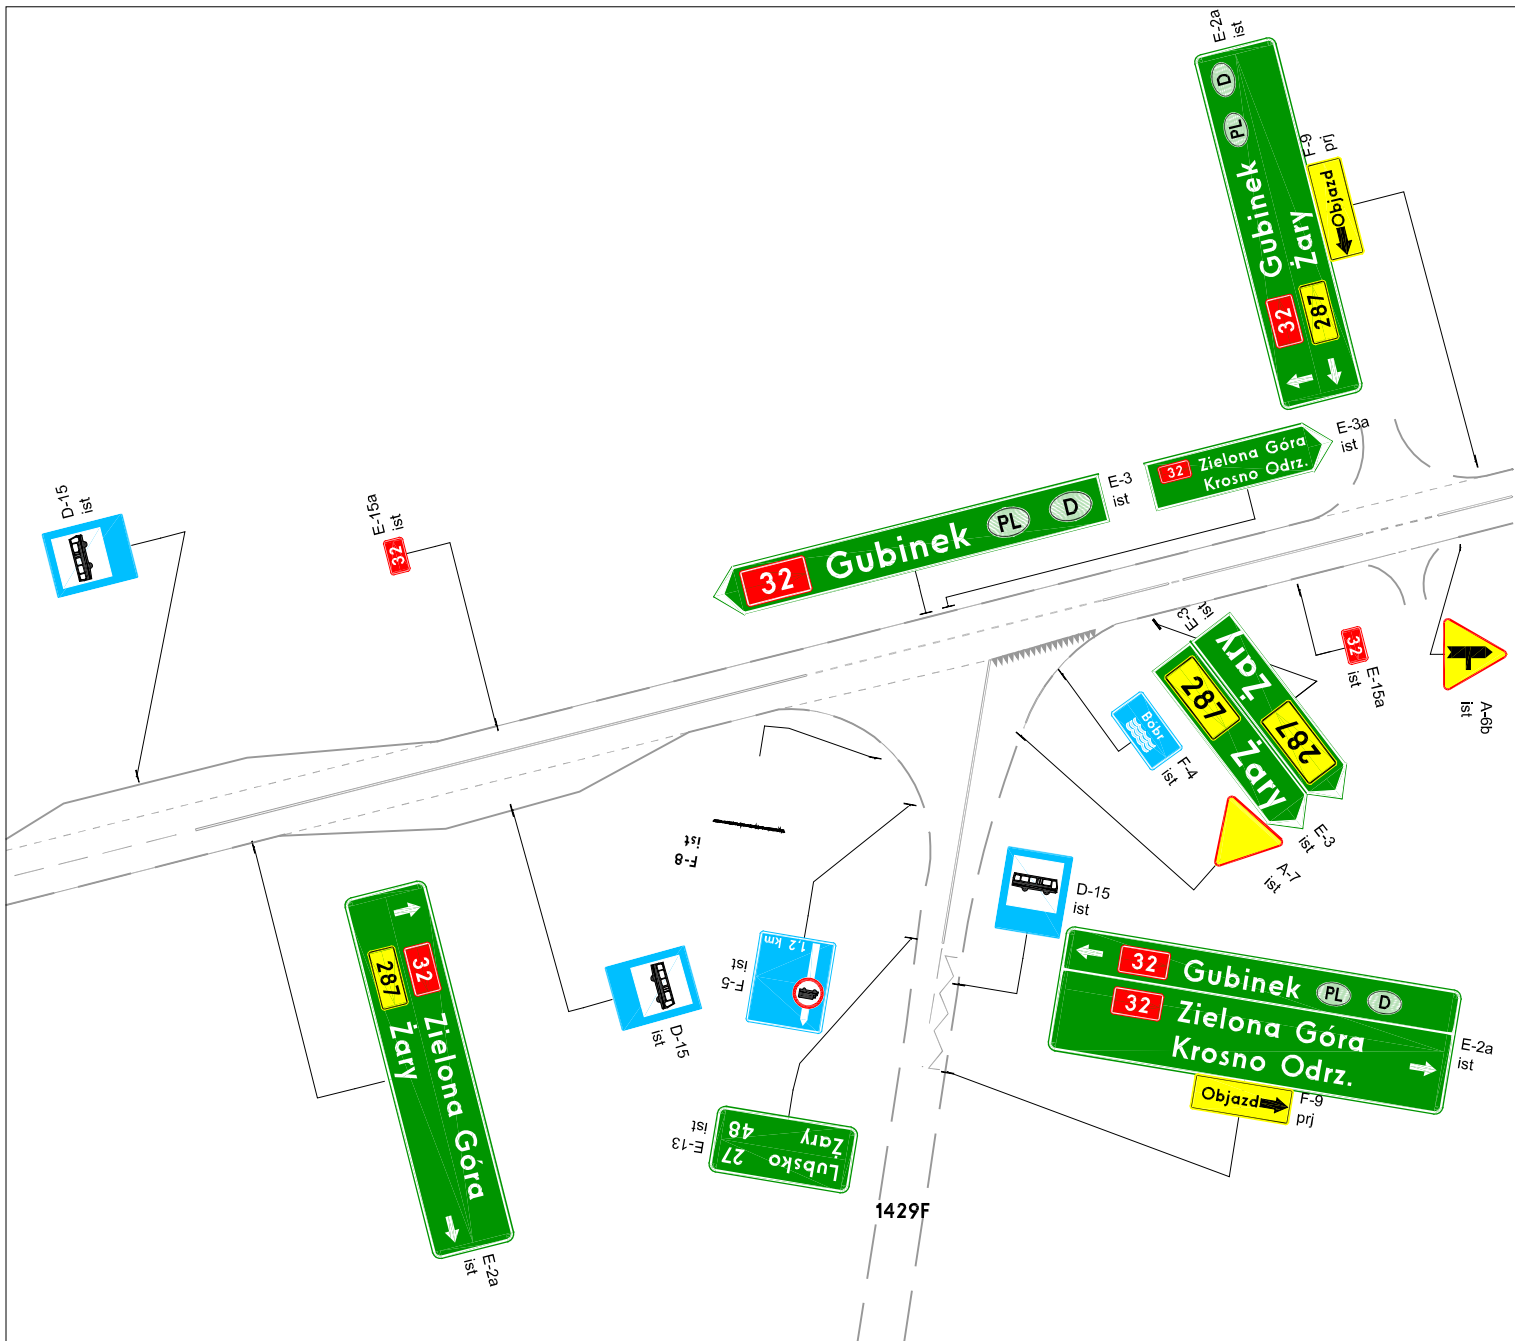 E-2a
ist
D
PL
Gubinek
32
Żary
287
F-9
prj
Objazd
E-3a
ist
32
Zielona Góra
Krosno Odrz.
E-3
ist
32
Gubinek
PL
D
D-15
ist
E-15a
ist
32
E-3
ist
Żary
287
287
Żary
E-3
ist
32
E-15a
ist
A-6b
ist
Bóbr
F-4
ist
A-7
ist
F-8
ist
D-15
ist
1,2 km
F-5
ist
D-15
ist
32
Zielona Góra
287
Żary
E-2a
ist
32
Gubinek
PL
D
32
Zielona Góra
Krosno Odrz.
E-2a
ist
Objazd
F-9
prj
Lubsko 27
Żary 48
E-13
ist
1429F